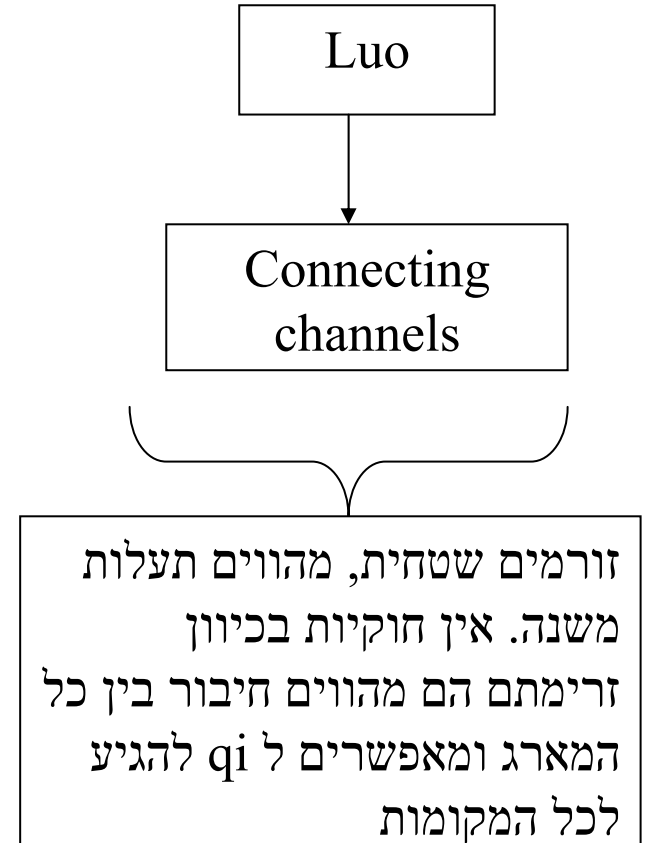 Luo
Connecting
channels
זורמים שטחית, מהווים תעלות
משנה. אין חוקיות בכיוון
זרימתם הם מהווים חיבור בין כל
המארג ומאפשרים ל qi להגיע
לכל המקומות